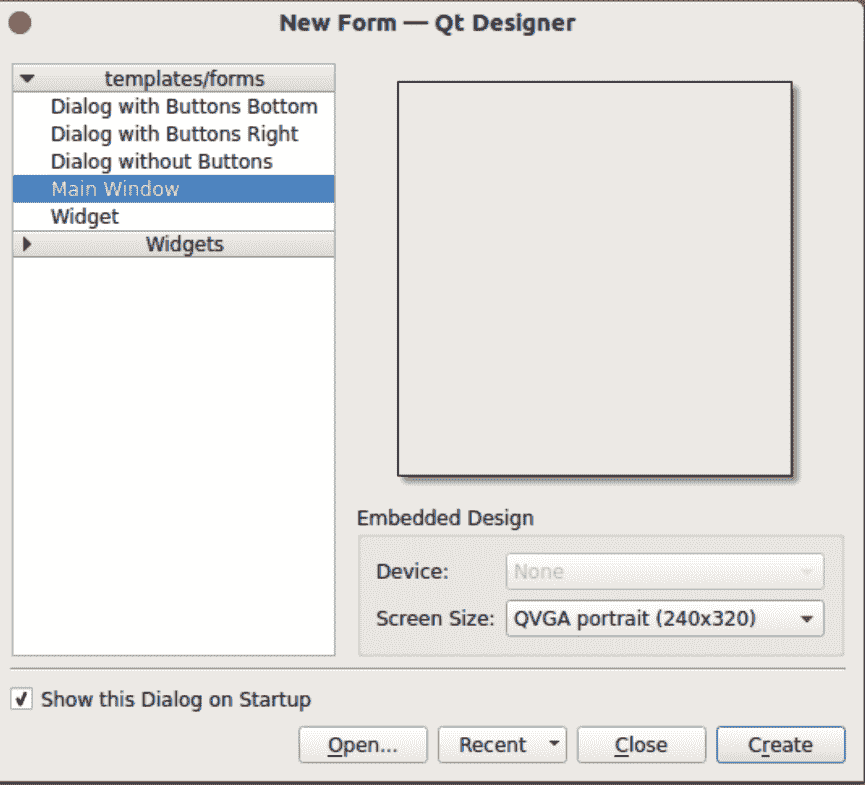 New Form — Qt Designer
templates/forms
Dialog with Buttons Bottom
Dialog with Buttons Right
Dialog without Buttons
Main Window
Widget
Widgets
Embedded Design
Device: None
Screen Size: QVGA portrait (240x320)
Show this Dialog on Startup
Open... Recent Close Create